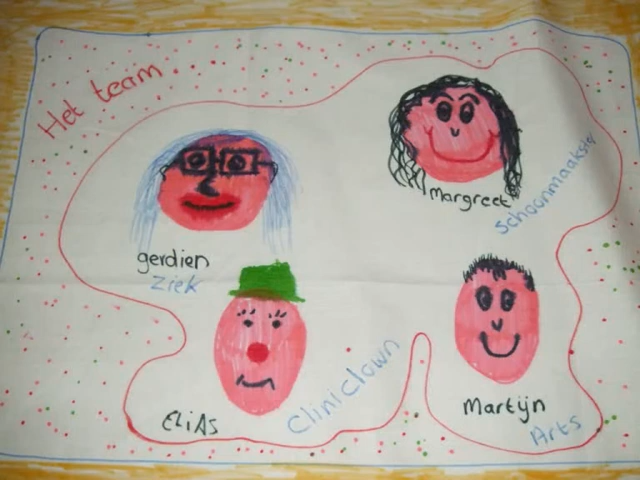 Het team
Margreet
Schoonmaakster
gerdien
Ziek
EliAS
Cliniclown
Martijn
Arts